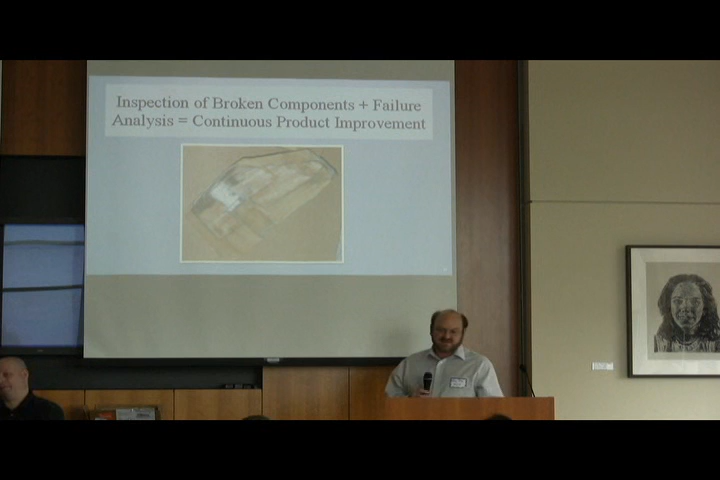 Inspection of Broken Components + Failure
Analysis = Continuous Product Improvement